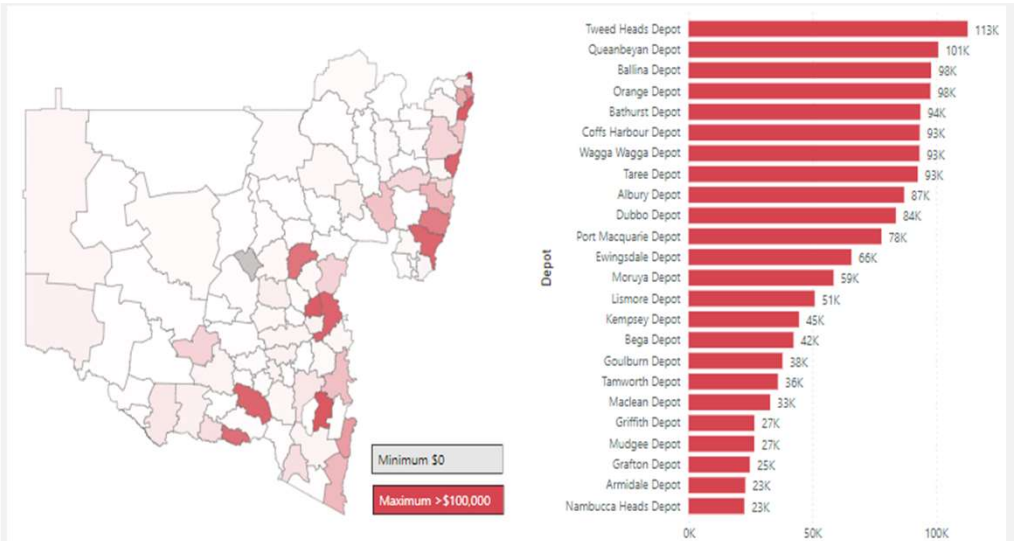 Minimum $0
Maximum >$100,000
Depot
Tweed Heads Depot 113K
Queanbeyan Depot 101K
Ballina Depot 98K
Orange Depot 98K
Bathurst Depot 94K
Coffs Harbour Depot 93K
Wagga Wagga Depot 93K
Taree Depot 93K
Albury Depot 87K
Dubbo Depot 84K
Port Macquarie Depot 78K
Ewingsdale Depot 66K
Moruya Depot 59K
Lismore Depot 51K
Kempsey Depot 45K
Bega Depot 42K
Goulburn Depot 38K
Tamworth Depot 36K
Maclean Depot 33K
Griffith Depot 27K
Mudgee Depot 27K
Grafton Depot 25K
Armidale Depot 23K
Nambucca Heads Depot 23K
0K 50K 100K